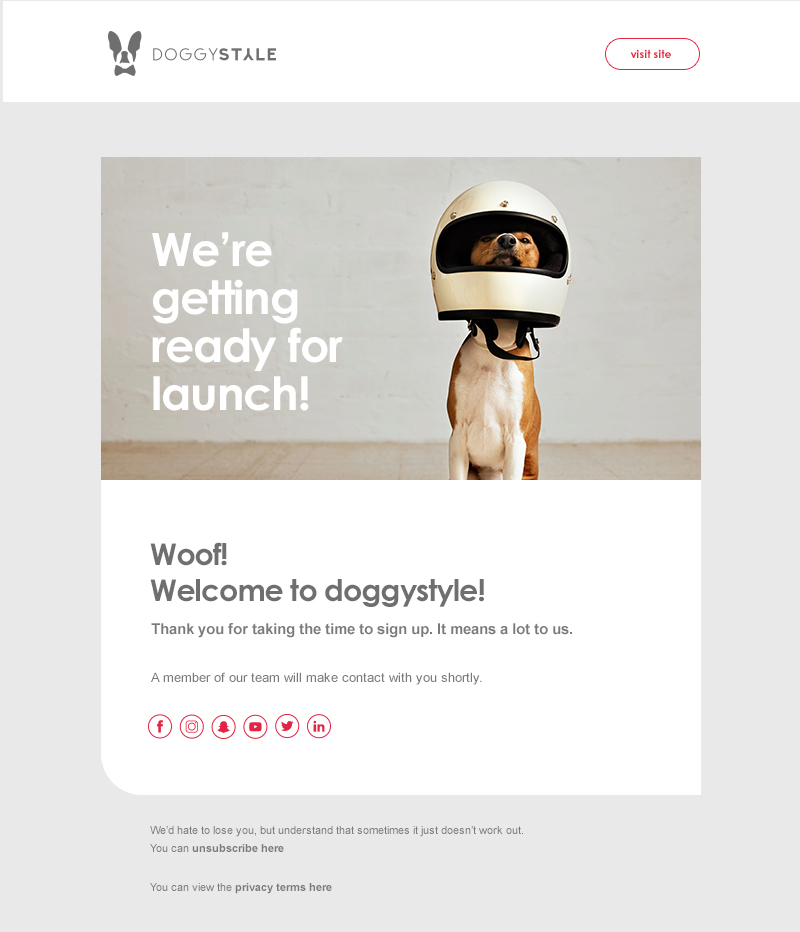 DOGGYSTYLE
visit site
We're
getting
ready for
launch!
Woof!
Welcome to doggystyle!
Thank you for taking the time to sign up. It means a lot to us.
A member of our team will make contact with you shortly.
We'd hate to lose you, but understand that sometimes it just doesn't work out.
You can unsubscribe here
You can view the privacy terms here